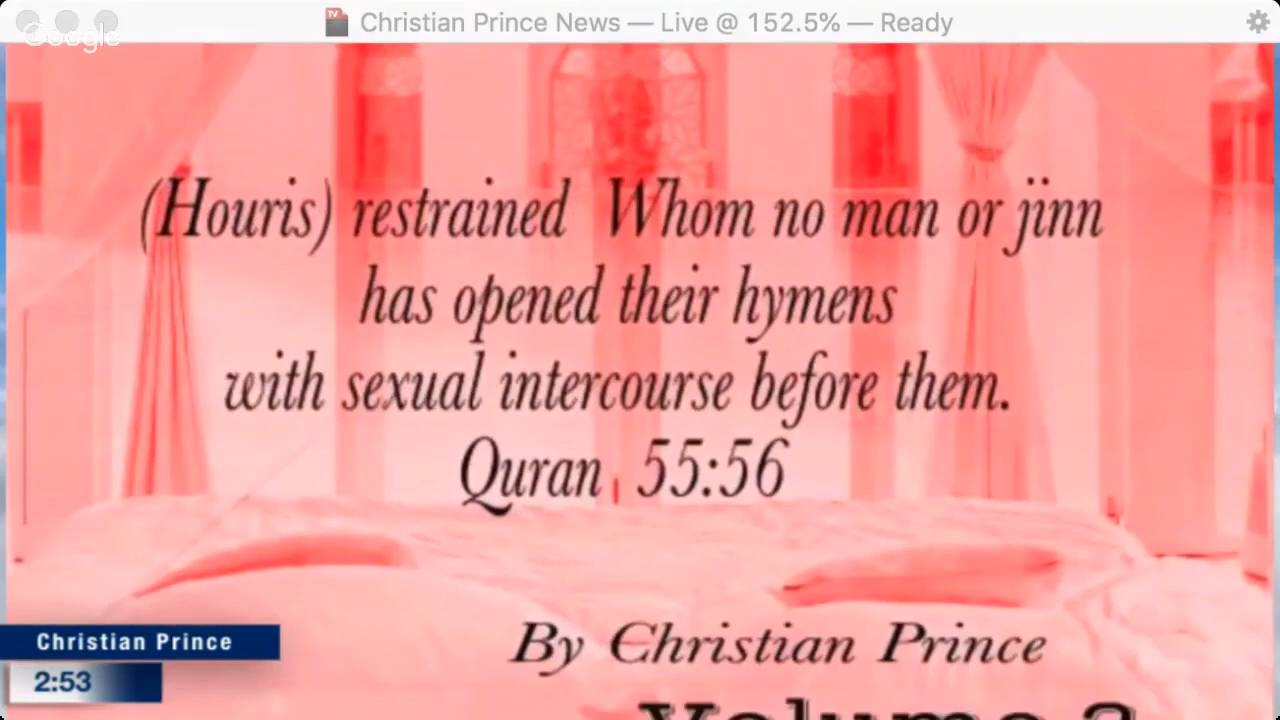 Christian Prince News — Live @ 152.5% — Ready
Google
(Houris) restrained Whom no man or jinn
has opened their hymens
with sexual intercourse before them.
Quran 55:56
By Christian Prince
Christian Prince
2:53